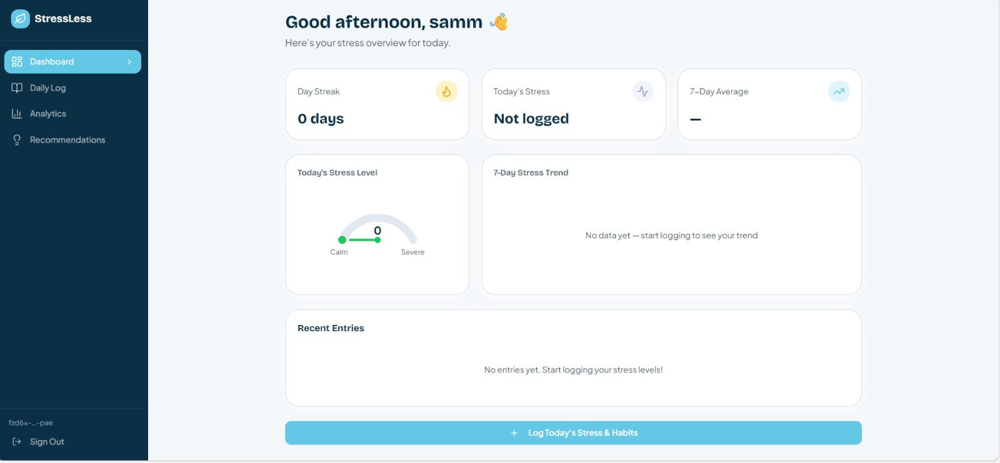 StressLess
Dashboard
Daily Log
Analytics
Recommendations
fzd6x-...-pae
Sign Out
Good afternoon, samm 👋
Here's your stress overview for today.
Day Streak
0 days
Today's Stress
Not logged
7-Day Average
—
Today's Stress Level
0
Calm
Severe
7-Day Stress Trend
No data yet — start logging to see your trend
Recent Entries
No entries yet. Start logging your stress levels!
+ Log Today's Stress & Habits